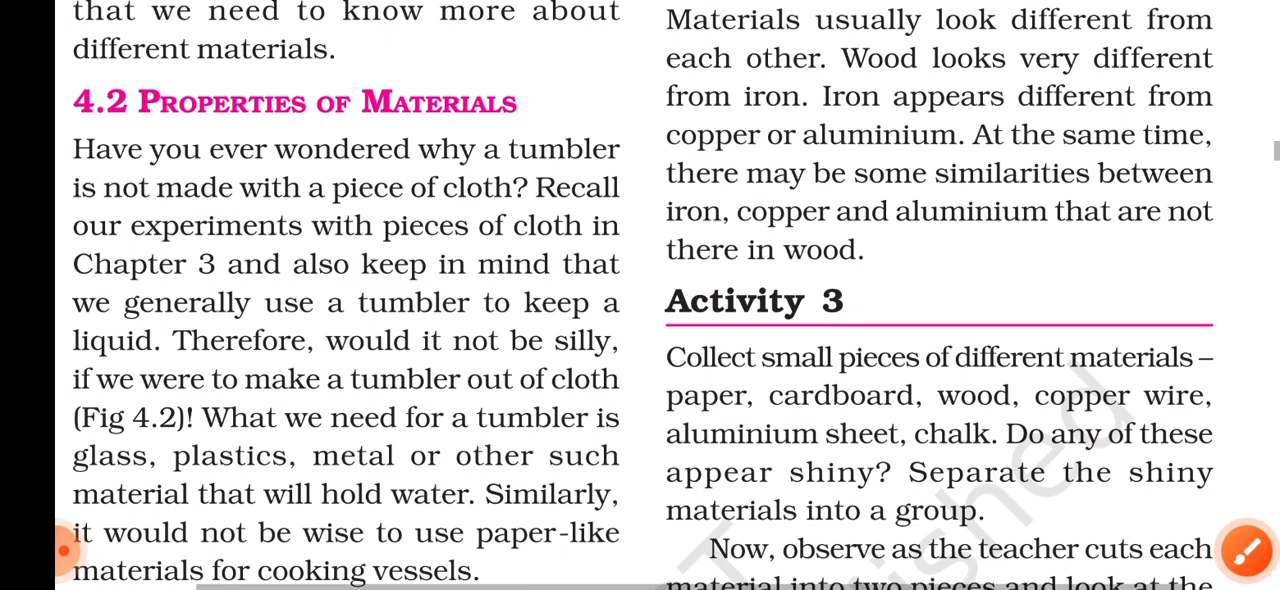 that we need to know more about
different materials.
4.2 PROPERTIES OF MATERIALS
Have you ever wondered why a tumbler
is not made with a piece of cloth? Recall
our experiments with pieces of cloth in
Chapter 3 and also keep in mind that
we generally use a tumbler to keep a
liquid. Therefore, would it not be silly,
if we were to make a tumbler out of cloth
(Fig 4.2)! What we need for a tumbler is
glass, plastics, metal or other such
material that will hold water. Similarly,
it would not be wise to use paper-like
materials for cooking vessels.
Materials usually look different from
each other. Wood looks very different
from iron. Iron appears different from
copper or aluminium. At the same time,
there may be some similarities between
iron, copper and aluminium that are not
there in wood.
Activity 3
Collect small pieces of different materials –
paper, cardboard, wood, copper wire,
aluminium sheet, chalk. Do any of these
appear shiny? Separate the shiny
materials into a group.
Now, observe as the teacher cuts each
material into two pieces and look at the